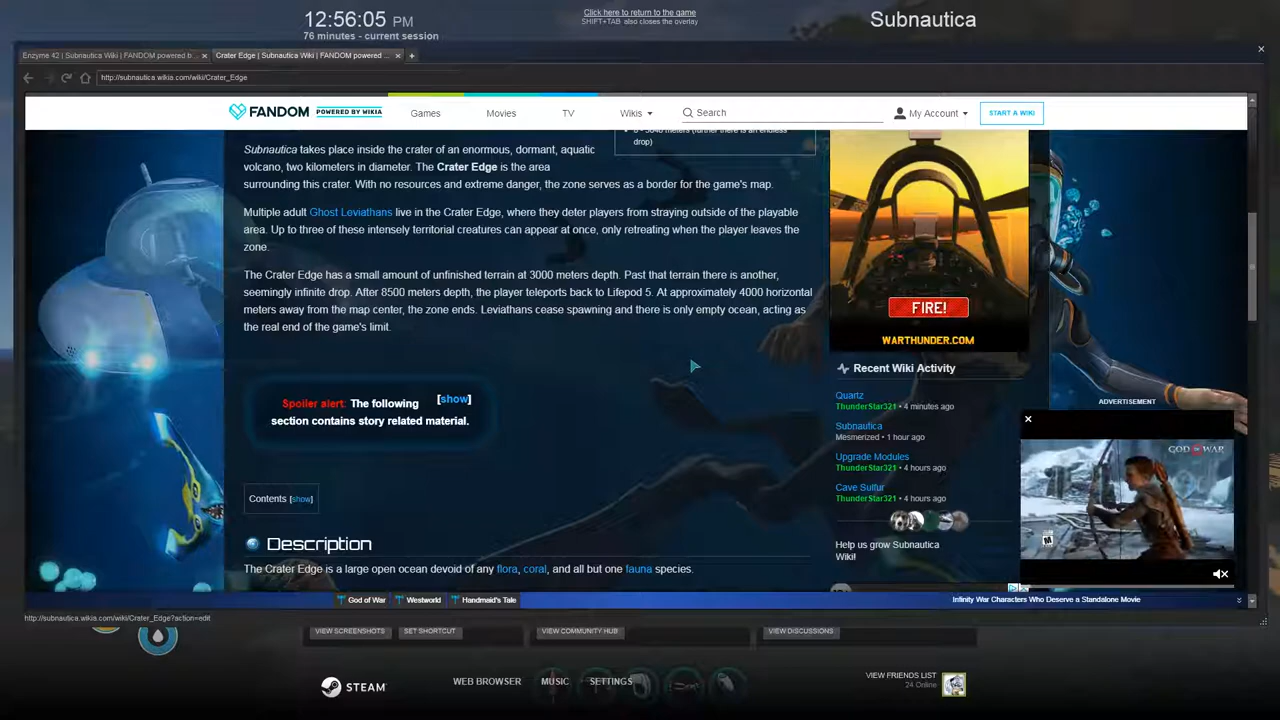 12:56:05 PM
76 minutes - current session
Click here to return to the game
SHIFT+TAB also closes the overlay
Subnautica
Enzyme 42 | Subnautica Wiki | FANDOM powered b...
Crater Edge | Subnautica Wiki | FANDOM powered ...
http://subnautica.wikia.com/wiki/Crater_Edge
FANDOM POWERED BY WIKIA
Games
Movies
TV
Wikis
Search
My Account
START A WIKI
drop)
Subnautica takes place inside the crater of an enormous, dormant, aquatic
volcano, two kilometers in diameter. The Crater Edge is the area
surrounding this crater. With no resources and extreme danger, the zone serves as a border for the game's map.
Multiple adult Ghost Leviathans live in the Crater Edge, where they deter players from straying outside of the playable
area. Up to three of these intensely territorial creatures can appear at once, only retreating when the player leaves the
zone.
The Crater Edge has a small amount of unfinished terrain at 3000 meters depth. Past that terrain there is another,
seemingly infinite drop. After 8500 meters depth, the player teleports back to Lifepod 5. At approximately 4000 horizontal
meters away from the map center, the zone ends. Leviathans cease spawning and there is only empty ocean, acting as
the real end of the game's limit.
Spoiler alert: The following [show]
section contains story related material.
Contents [show]
Description
The Crater Edge is a large open ocean devoid of any flora, coral, and all but one fauna species.
FIRE!
WARTHUNDER.COM
Recent Wiki Activity
Quartz
ThunderStar321 • 4 minutes ago
Subnautica
Mesmerized • 1 hour ago
Upgrade Modules
ThunderStar321 • 4 hours ago
Cave Sulfur
ThunderStar321 • 4 hours ago
Help us grow Subnautica
Wiki!
ADVERTISEMENT
GOD OF WAR
M
God of War
Westworld
Handmaid's Tale
Infinity War Characters Who Deserve a Standalone Movie
http://subnautica.wikia.com/wiki/Crater_Edge?action=edit
VIEW SCREENSHOTS
SET SHORTCUT
VIEW COMMUNITY HUB
VIEW DISCUSSIONS
STEAM
WEB BROWSER
MUSIC
SETTINGS
VIEW FRIENDS LIST
24 Online